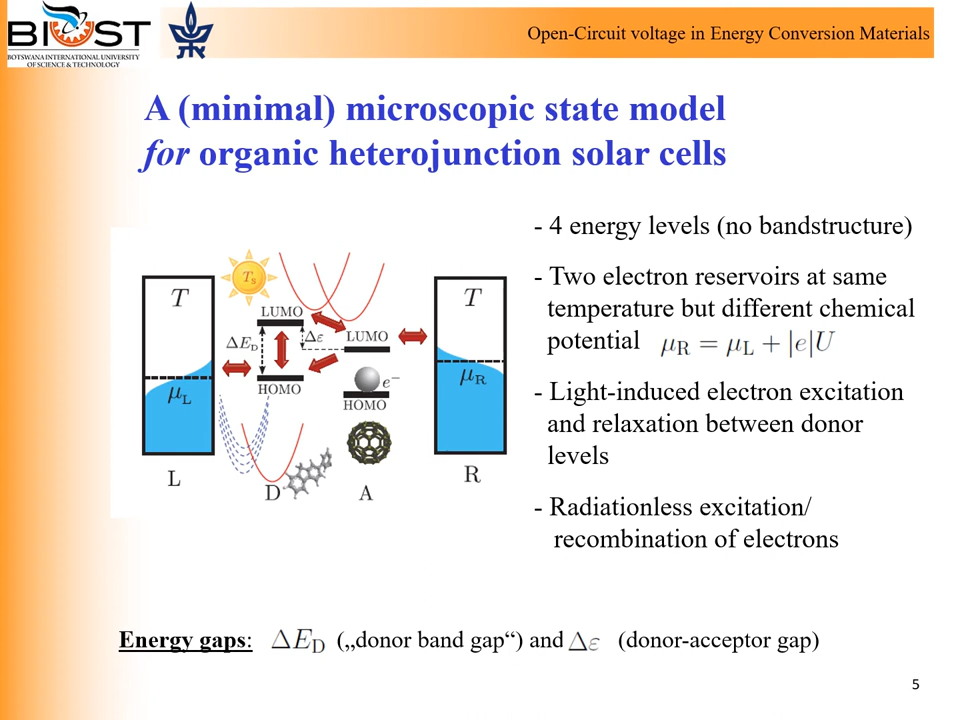 BIUST
BOTSWANA INTERNATIONAL UNIVERSITY
OF SCIENCE & TECHNOLOGY
Open-Circuit voltage in Energy Conversion Materials
A (minimal) microscopic state model
for organic heterojunction solar cells
- 4 energy levels (no bandstructure)
- Two electron reservoirs at same
temperature but different chemical
potential μR = μL + |e|U
- Light-induced electron excitation
and relaxation between donor
levels
- Radiationless excitation/
recombination of electrons
T
TS
T
LUMO
ΔED
Δε
LUMO
HOMO
μL
e−
μR
HOMO
L
D
A
R
Energy gaps: ΔED („donor band gap“) and Δε (donor-acceptor gap)
5